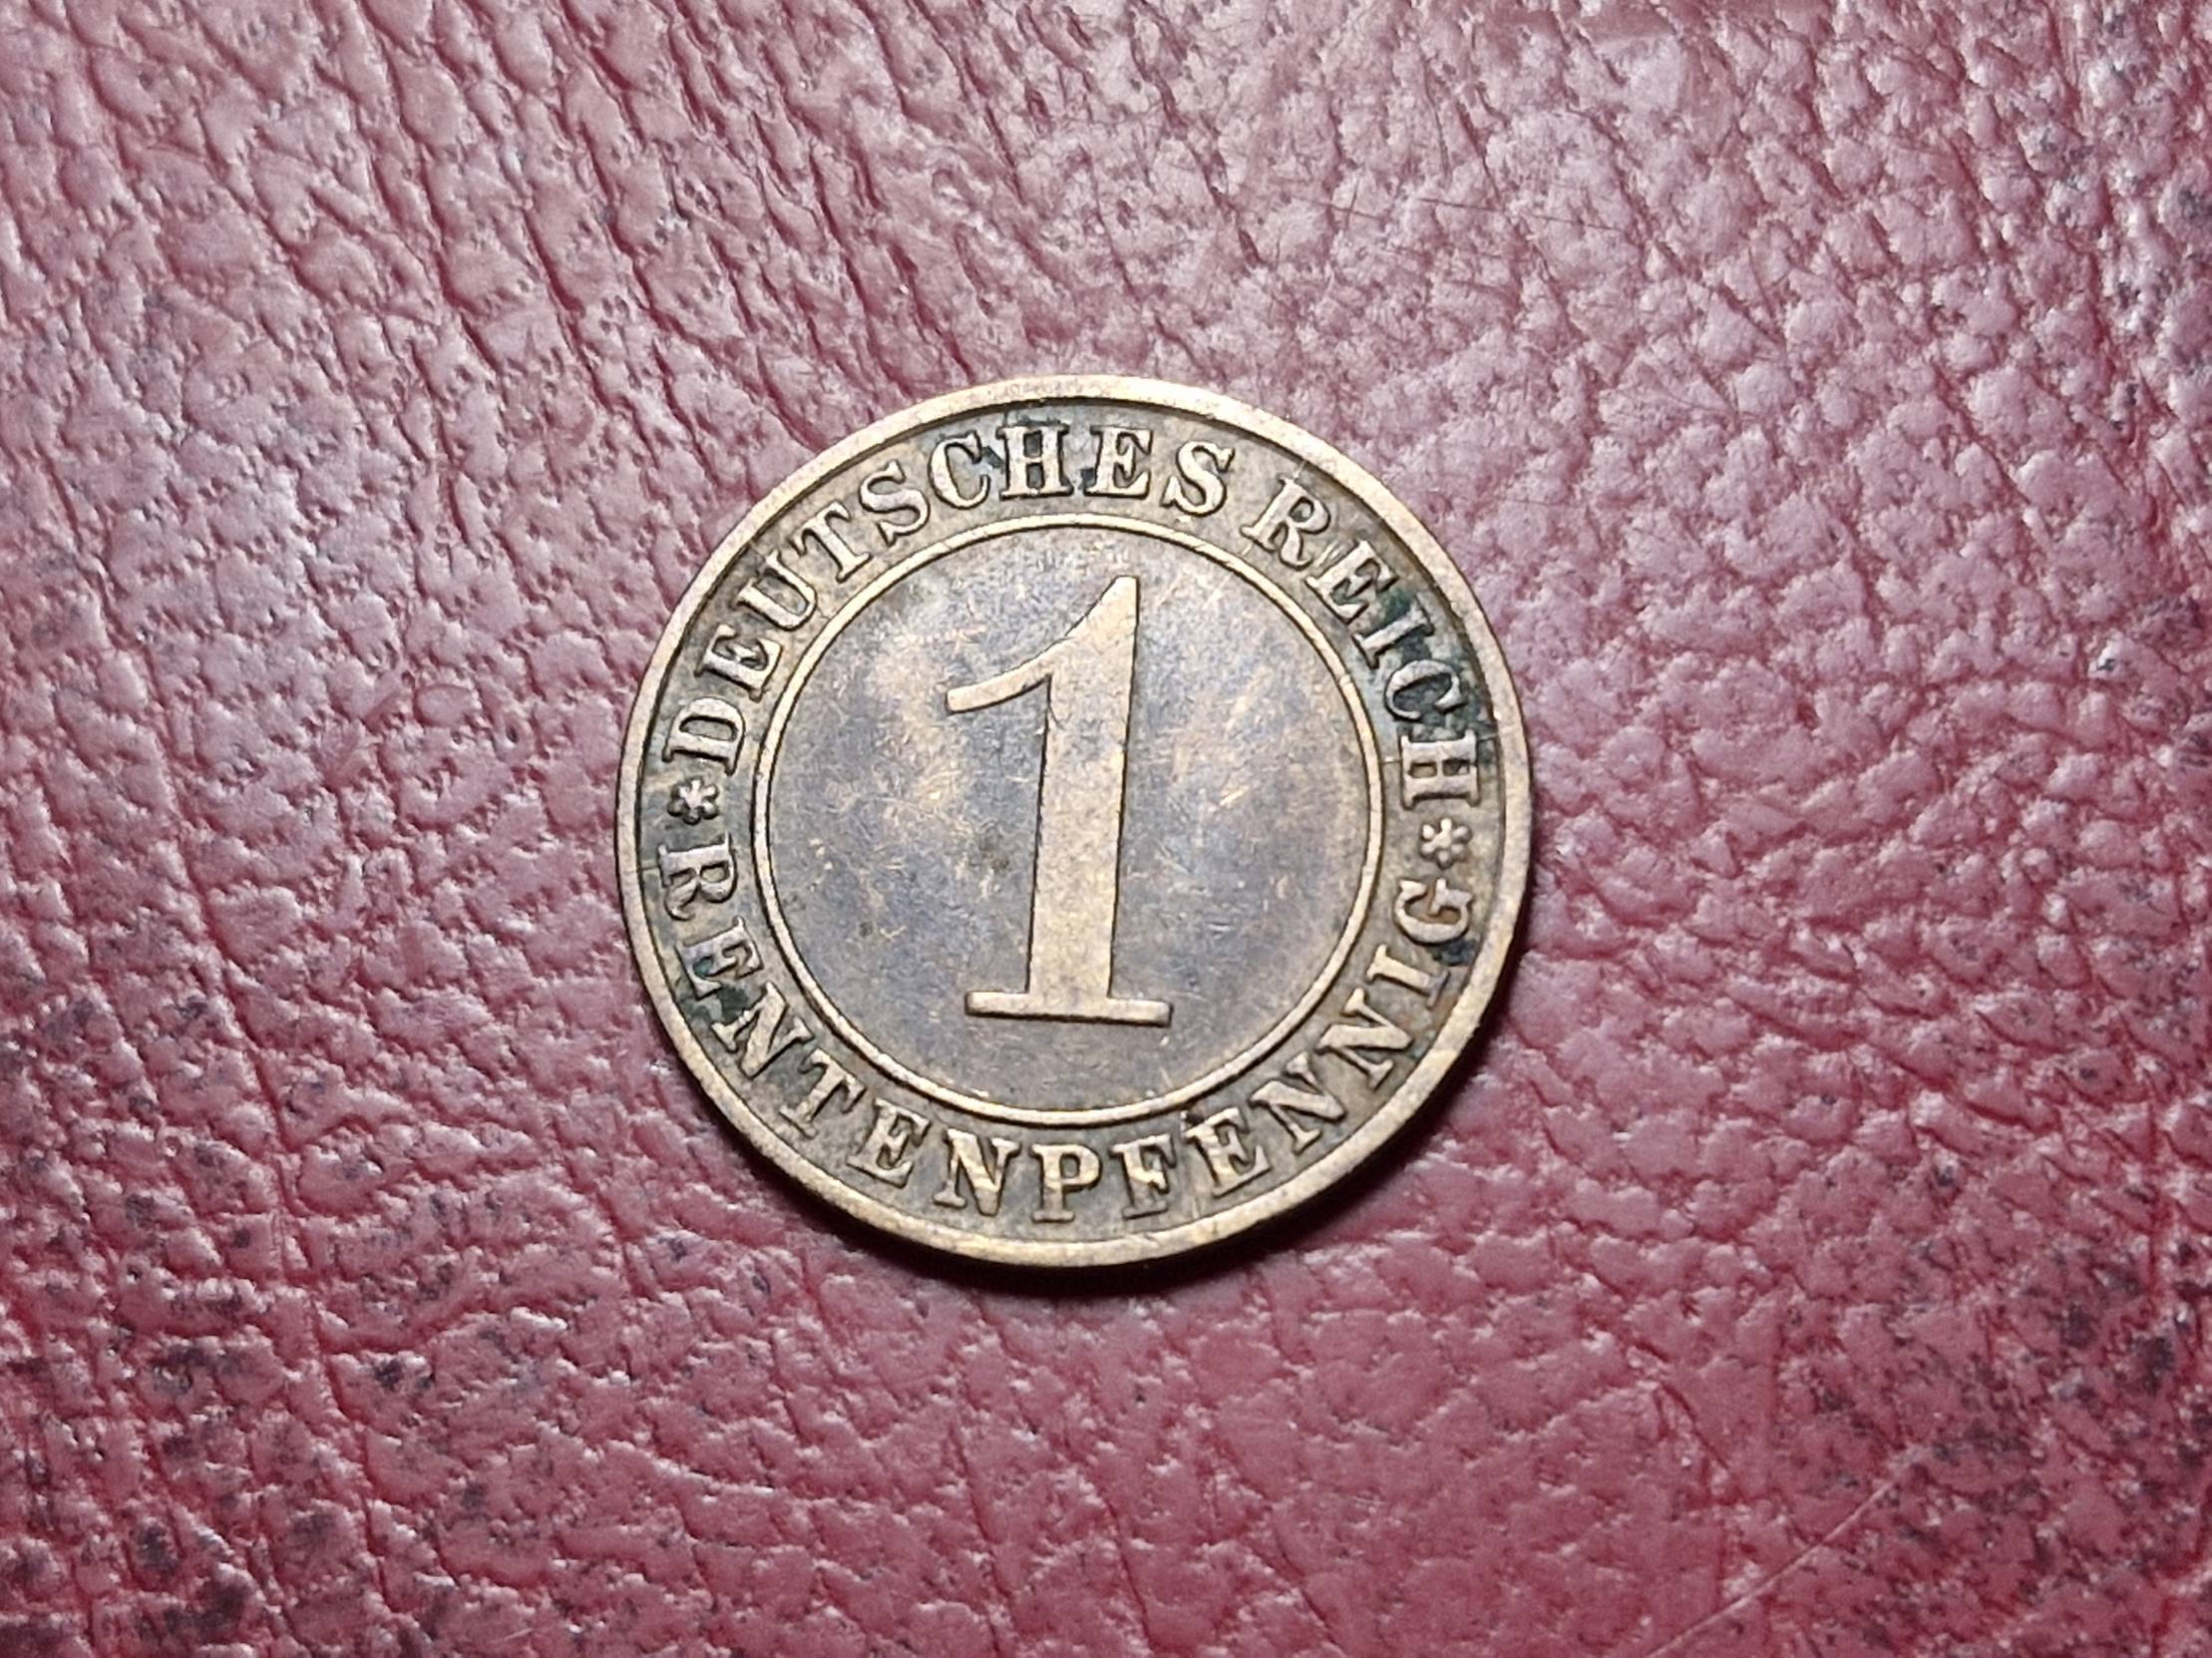 *DEUTSCHES REICH*
1
RENTENPFENNIG